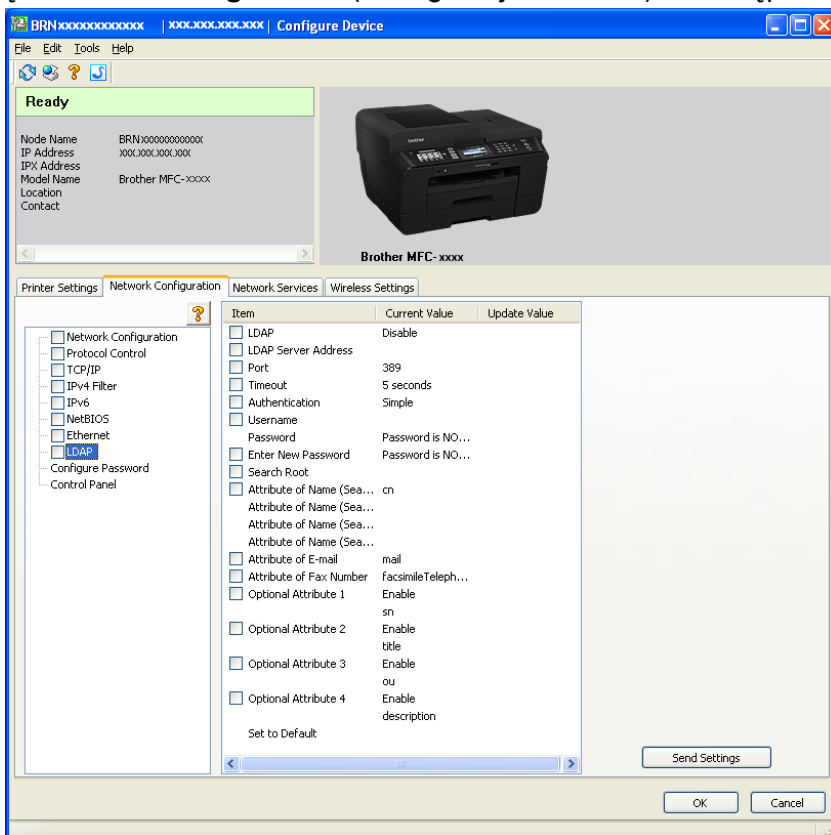 BRNxxxxxxxxxxxx | xxx.xxx.xxx.xxx | Configure Device
File Edit Tools Help
Ready
Node Name BRNxxxxxxxxxxxx
IP Address xxx.xxx.xxx.xxx
IPX Address
Model Name Brother MFC-xxxx
Location
Contact
brother
Brother MFC-xxxx
Printer Settings Network Configuration Network Services Wireless Settings
Network Configuration
Protocol Control
TCP/IP
IPv4 Filter
IPv6
NetBIOS
Ethernet
LDAP
Configure Password
Control Panel
Item Current Value Update Value
LDAP Disable
LDAP Server Address
Port 389
Timeout 5 seconds
Authentication Simple
Username
Password Password is NO...
Enter New Password Password is NO...
Search Root
Attribute of Name (Sea... cn
Attribute of Name (Sea...
Attribute of Name (Sea...
Attribute of Name (Sea...
Attribute of E-mail mail
Attribute of Fax Number facsimileTeleph...
Optional Attribute 1 Enable
sn
Optional Attribute 2 Enable
title
Optional Attribute 3 Enable
ou
Optional Attribute 4 Enable
description
Set to Default
Send Settings
OK Cancel